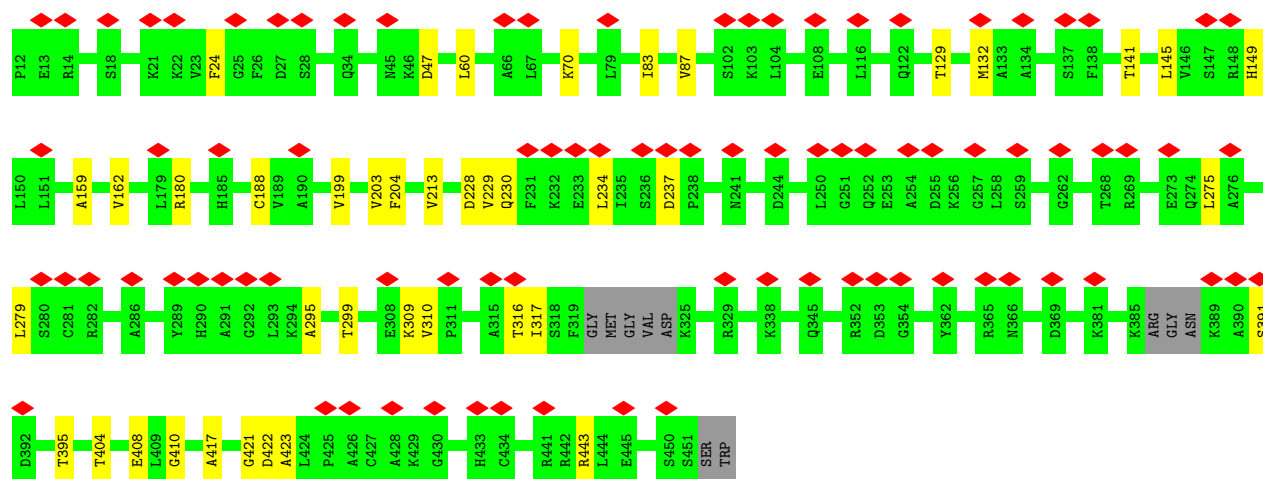 P12 E13 R14 S18 K21 K22 V23 F24 G25 F26 D27 S28 Q34 N45 K46 D47 L60 A66 L67 K70 L79 I83 V87 S102 K103 L104 E108 L116 Q122 T129 M132 A133 A134 S137 F138 T141 L145 V146 S147 R148 H149
L150 L151 A159 V162 L179 R180 H185 C188 V189 A190 V199 V203 F204 V213 D228 V229 Q230 F231 K232 E233 L234 I235 S236 D237 P238 N241 D244 L250 G251 Q252 E253 A254 D255 K256 G257 L258 S259 G262 T268 R269 E273 Q274 L275 A276
L279 S280 C281 R282 A286 Y289 H290 A291 G292 L293 K294 A295 T299 E308 K309 V310 P311 A315 T316 I317 S318 F319 GLY MET GLY VAL ASP K325 R329 K338 Q345 R352 D353 G354 Y362 R365 N366 D369 K381 K385 ARG GLY ASN K389 A390 S391
D392 T395 T404 E408 L409 G410 A417 G421 D422 A423 L424 P425 A426 C427 A428 K429 G430 H433 C434 R441 R442 R443 L444 E445 S450 S451 SER TRP